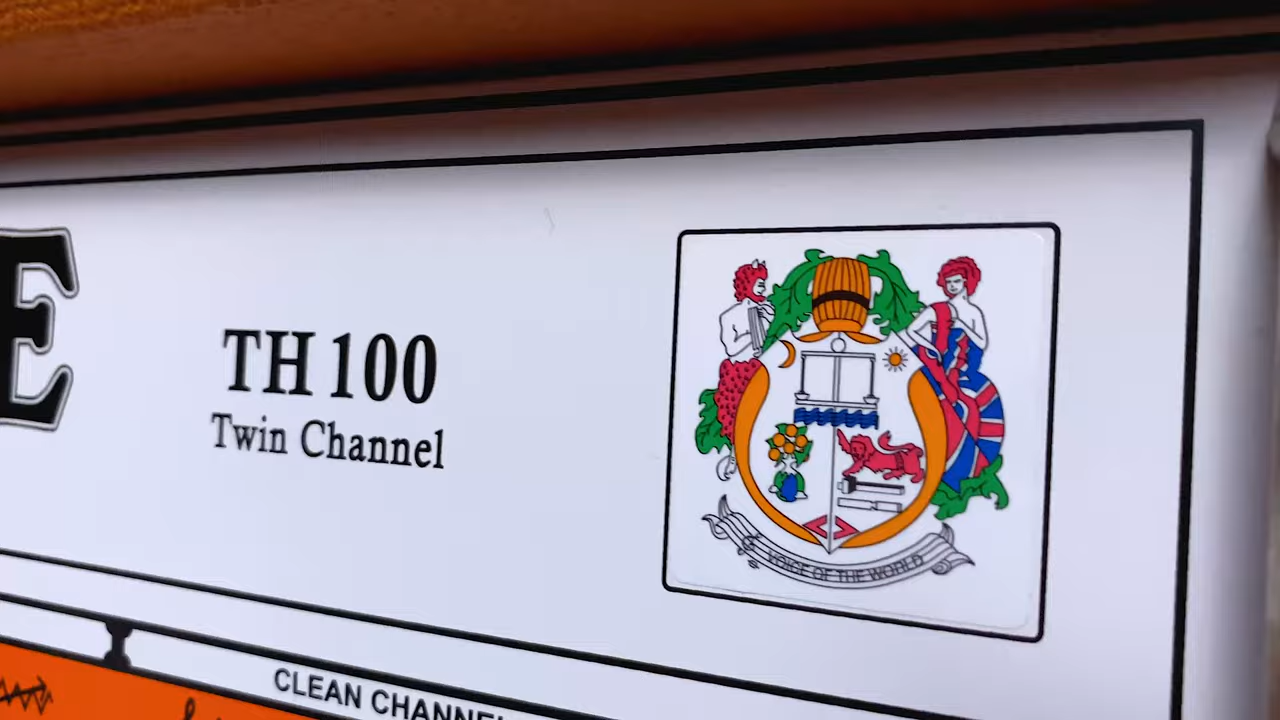 E
TH 100
Twin Channel
VOICE OF THE WORLD
CLEAN CHANNEL